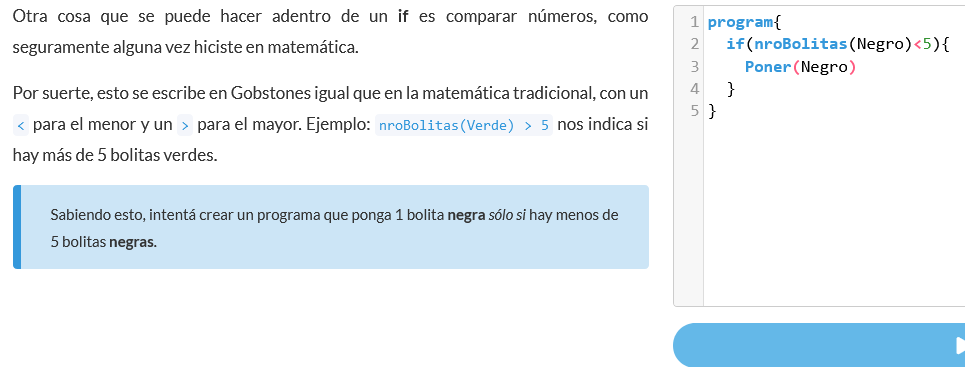 Otra cosa que se puede hacer adentro de un if es comparar números, como
seguramente alguna vez hiciste en matemática.
Por suerte, esto se escribe en Gobstones igual que en la matemática tradicional, con un
< para el menor y un > para el mayor. Ejemplo: nroBolitas(Verde) > 5 nos indica si
hay más de 5 bolitas verdes.
Sabiendo esto, intentá crear un programa que ponga 1 bolita negra sólo si hay menos de
5 bolitas negras.
1 program{
2 if(nroBolitas(Negro)<5){
3 Poner(Negro)
4 }
5 }